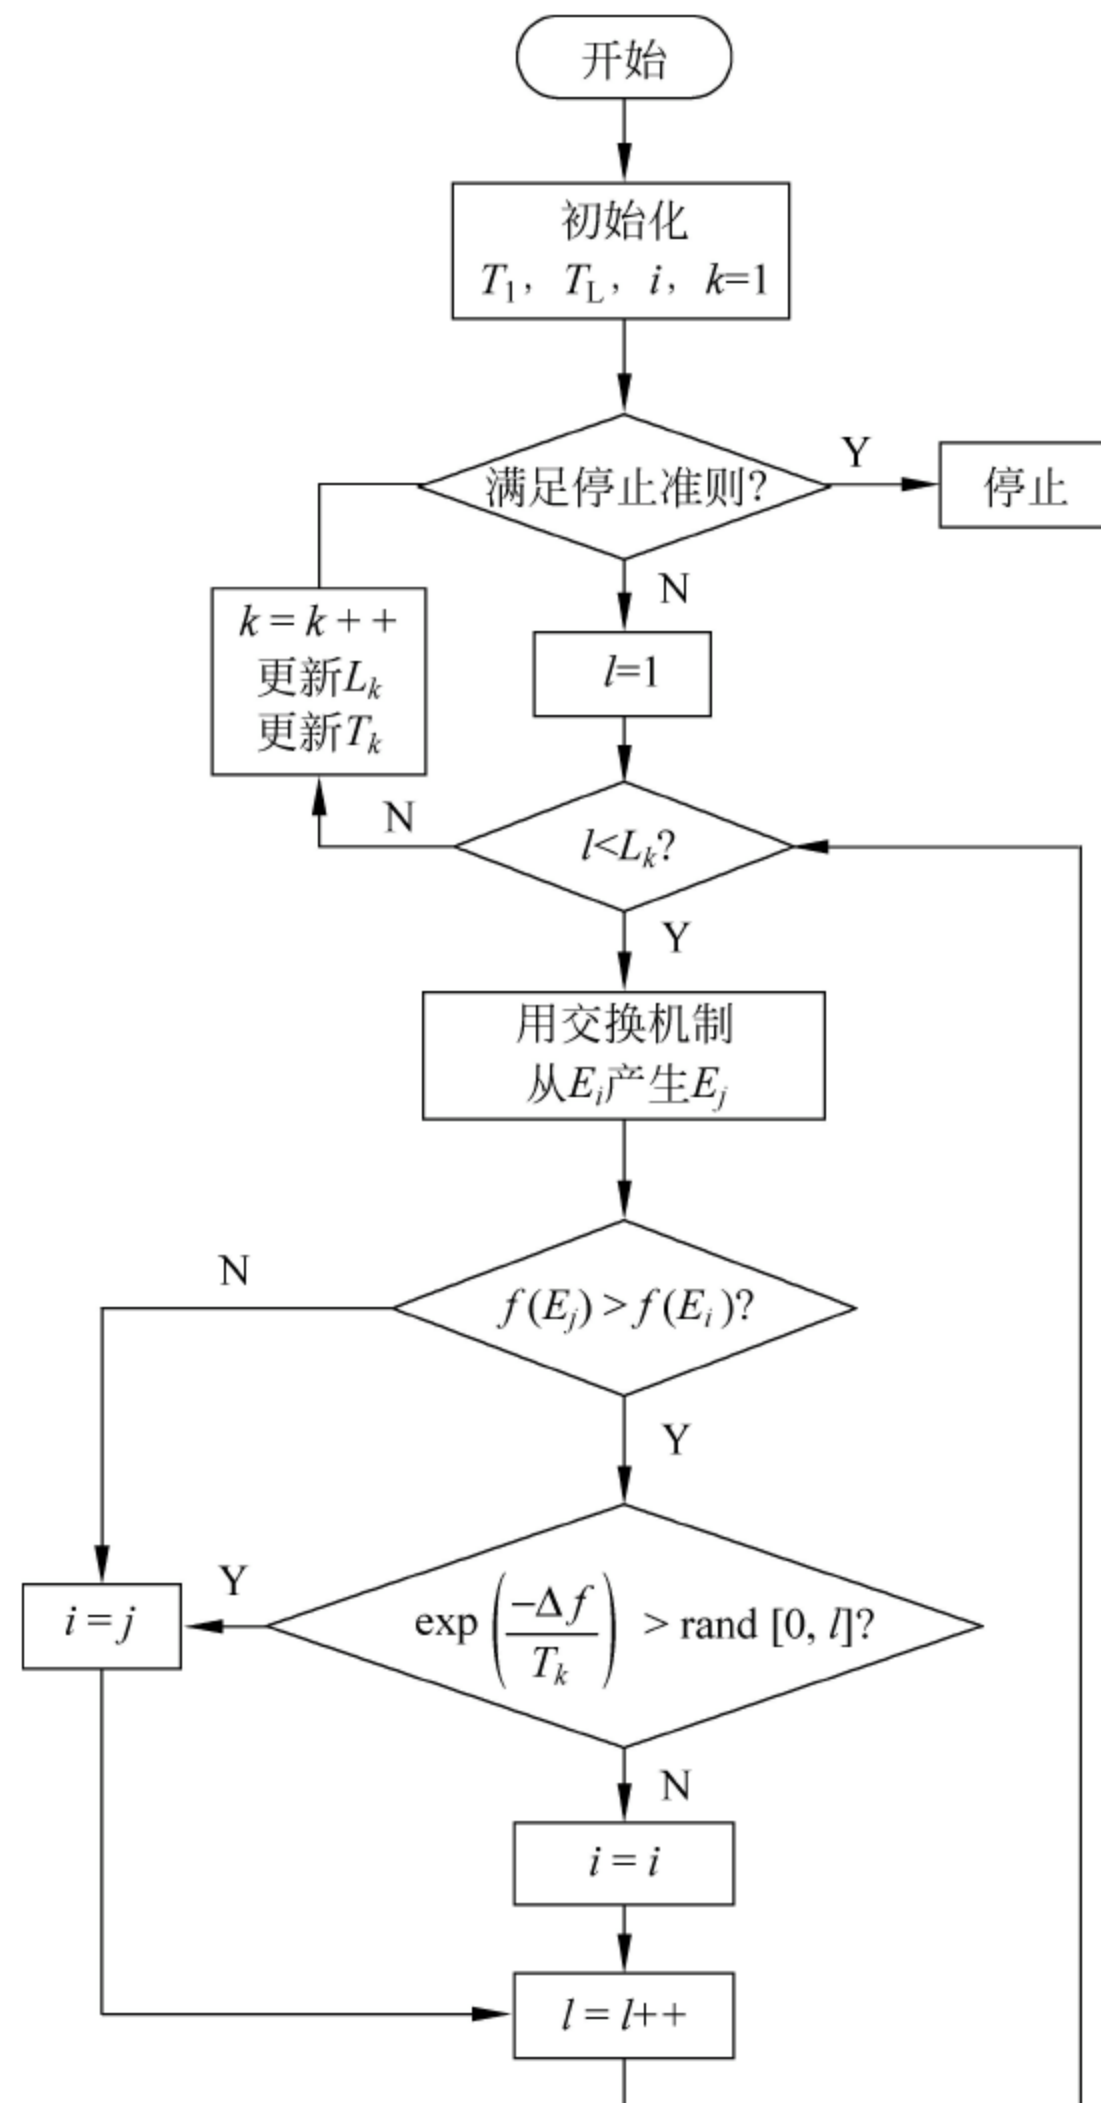 开始
初始化
T₁, T_L, i, k=1
满足停止准则?
Y
停止
N
k = k + +
更新Lₖ
更新Tₖ
l=1
N
l<Lₖ?
Y
用交换机制
从Eᵢ产生Eⱼ
N
f (Eⱼ) > f (Eᵢ)?
Y
Y
i = j
exp (−Δf / Tₖ) > rand [0, l]?
N
i = i
l = l++